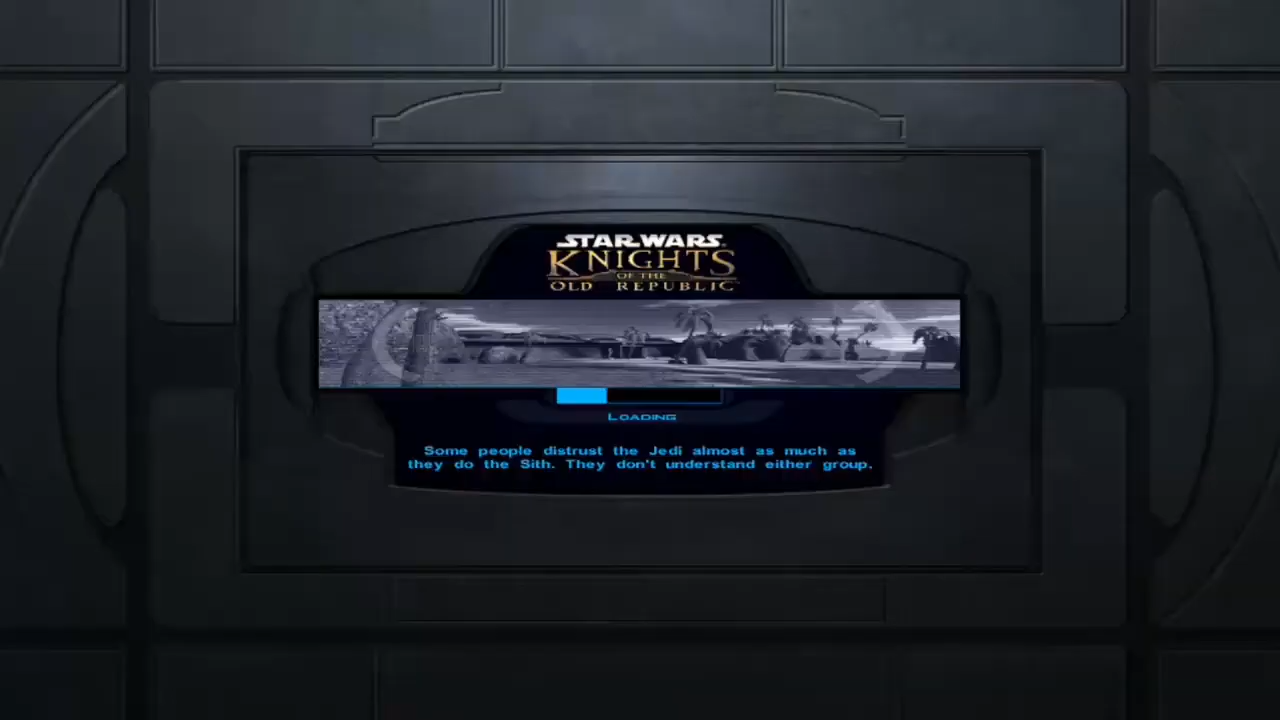 STAR WARS
KNIGHTS
OF THE
OLD REPUBLIC
LOADING
Some people distrust the Jedi almost as much as
they do the Sith. They don't understand either group.